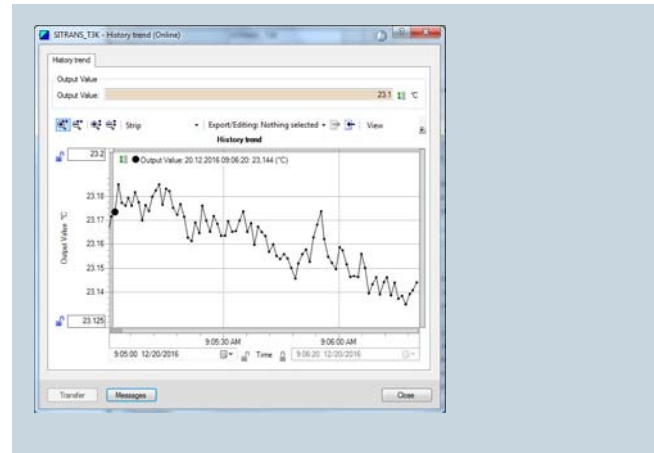 SITRANS_T3K - History trend (Online)
History trend
Output Value
Output Value: 23.1 °C
Strip Export/Editing: Nothing selected View
History trend
23.2
Output Value: 20.12.2016 09:06:20: 23,144 (°C)
23.18
23.17
23.16
23.15
23.14
23.125
Output Value °C
9:05:30 AM 9:06:00 AM
9:05:00 12/20/2016 Time 9:06:20 12/20/2016
Transfer Messages Close